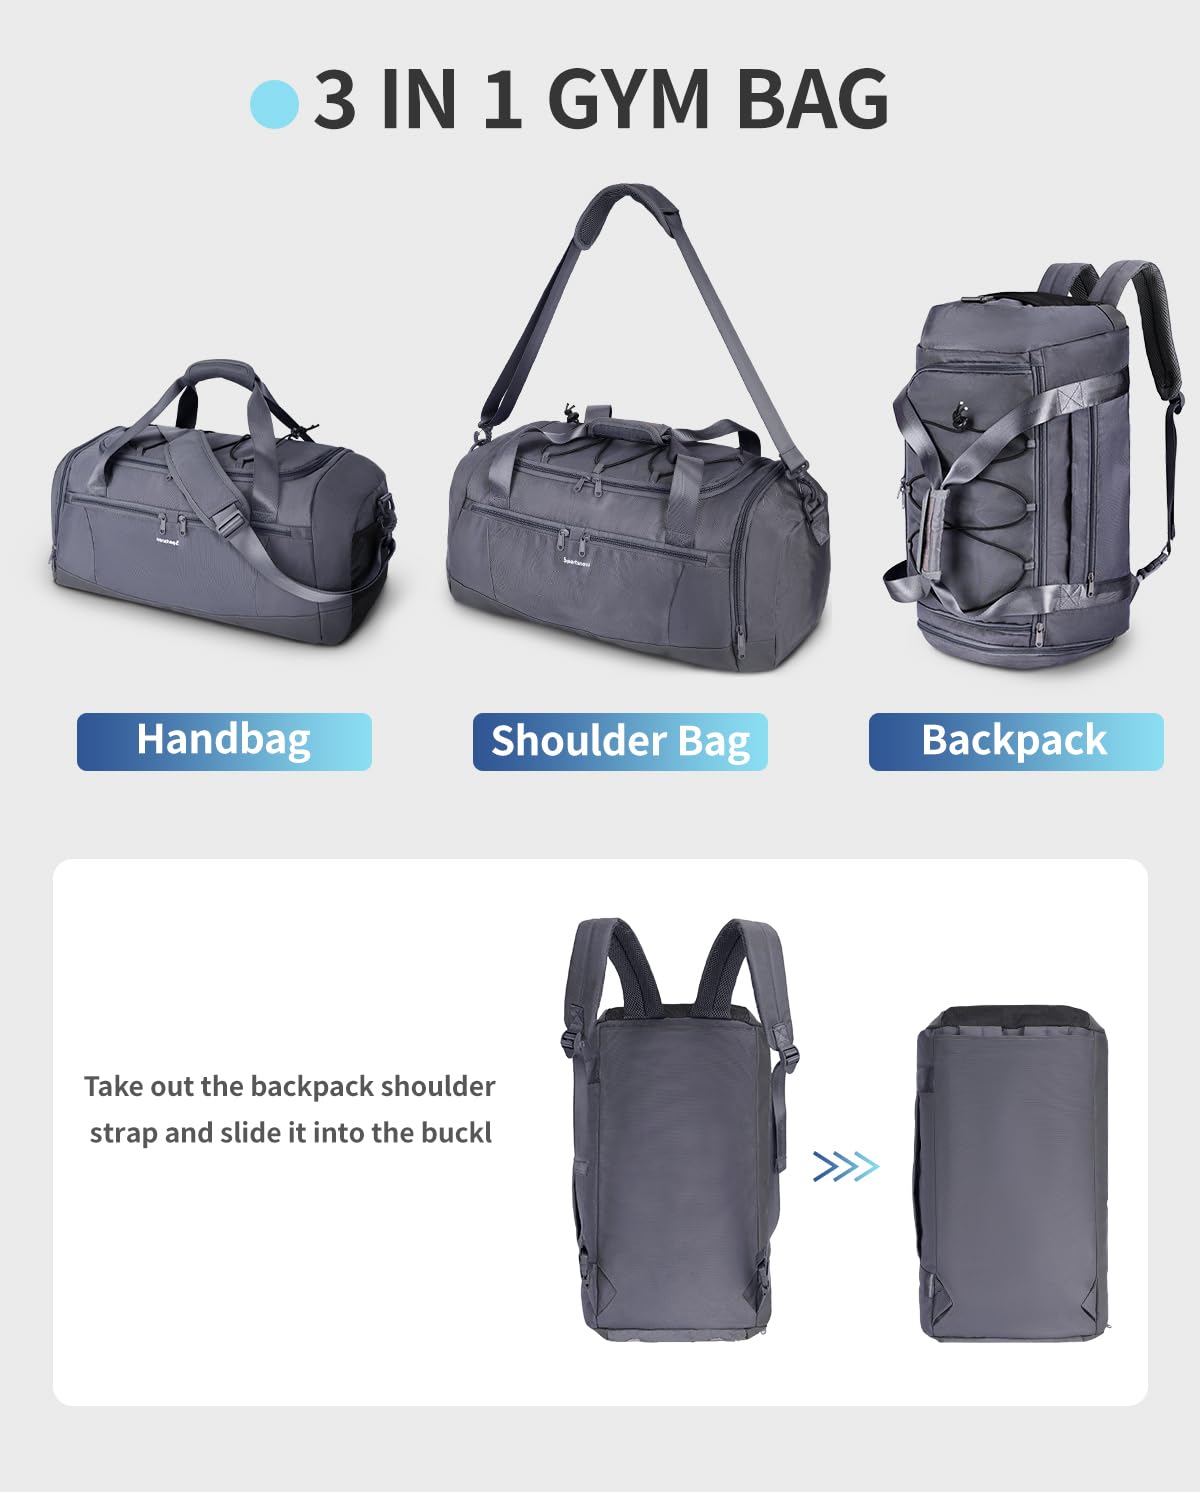 3 IN 1 GYM BAG
Sportsnew
Handbag
Shoulder Bag
Backpack
Take out the backpack shoulder
strap and slide it into the buckl